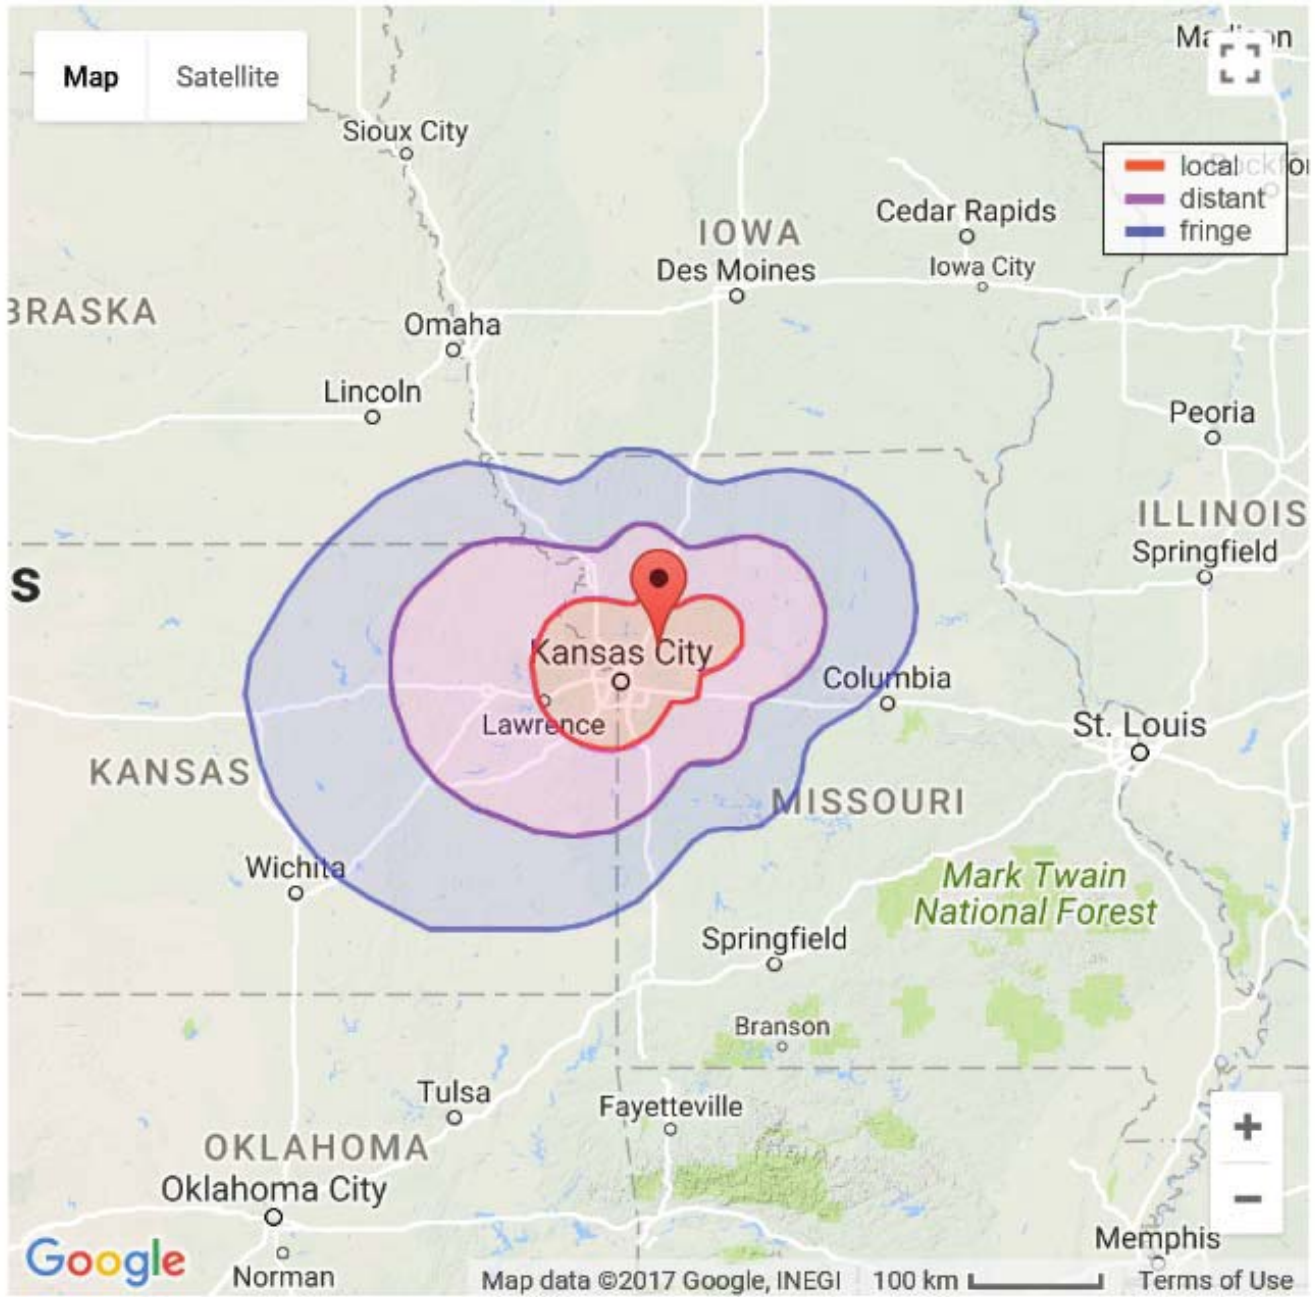 Map Satellite
Madison
Sioux City
local
distant
fringe
IOWA
Cedar Rapids
Des Moines
Iowa City
BRASKA
Omaha
Lincoln
Peoria
ILLINOIS
Springfield
s
Kansas City
Columbia
Lawrence
St. Louis
KANSAS
MISSOURI
Wichita
Mark Twain
National Forest
Springfield
Branson
Tulsa
Fayetteville
OKLAHOMA
Oklahoma City
+
−
Memphis
Google
Norman
Map data ©2017 Google, INEGI 100 km Terms of Use